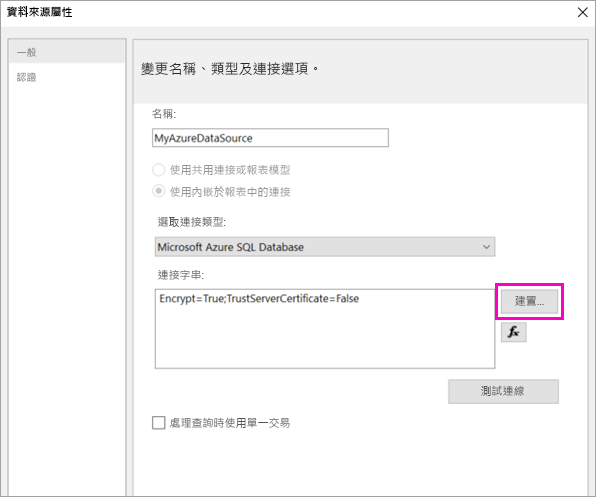 資料來源屬性
一般
認證
變更名稱、類型及連接選項。
名稱:
MyAzureDataSource
使用共用連接或報表模型
使用內嵌於報表中的連接
選取連接類型:
Microsoft Azure SQL Database
連接字串:
Encrypt=True;TrustServerCertificate=False
建置...
fx
測試連線
處理查詢時使用單一交易